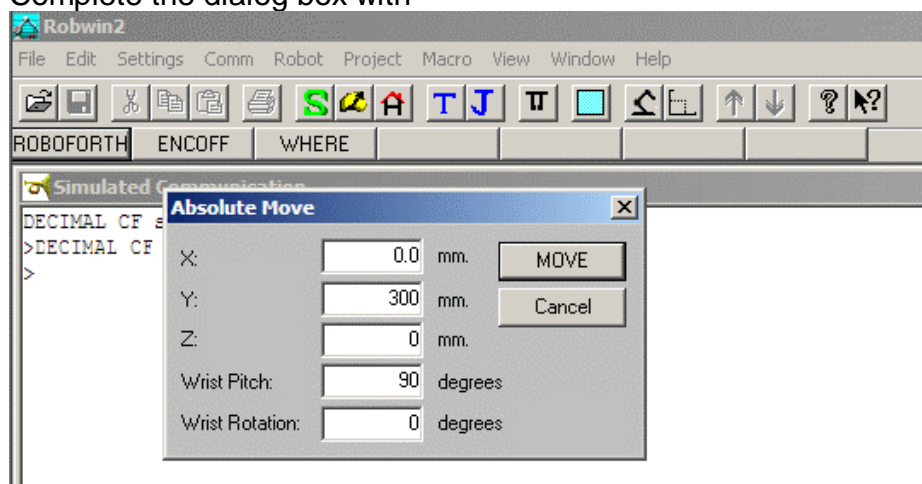 Complete the dialog box with
Robwin2
File Edit Settings Comm Robot Project Macro View Window Help
S A T J π ? ?
ROBOFORTH ENCOFF WHERE
Simulated Communication
DECIMAL CF s
>DECIMAL CF
>
Absolute Move
X: 0.0 mm. MOVE
Y: 300 mm. Cancel
Z: 0 mm.
Wrist Pitch: 90 degrees
Wrist Rotation: 0 degrees